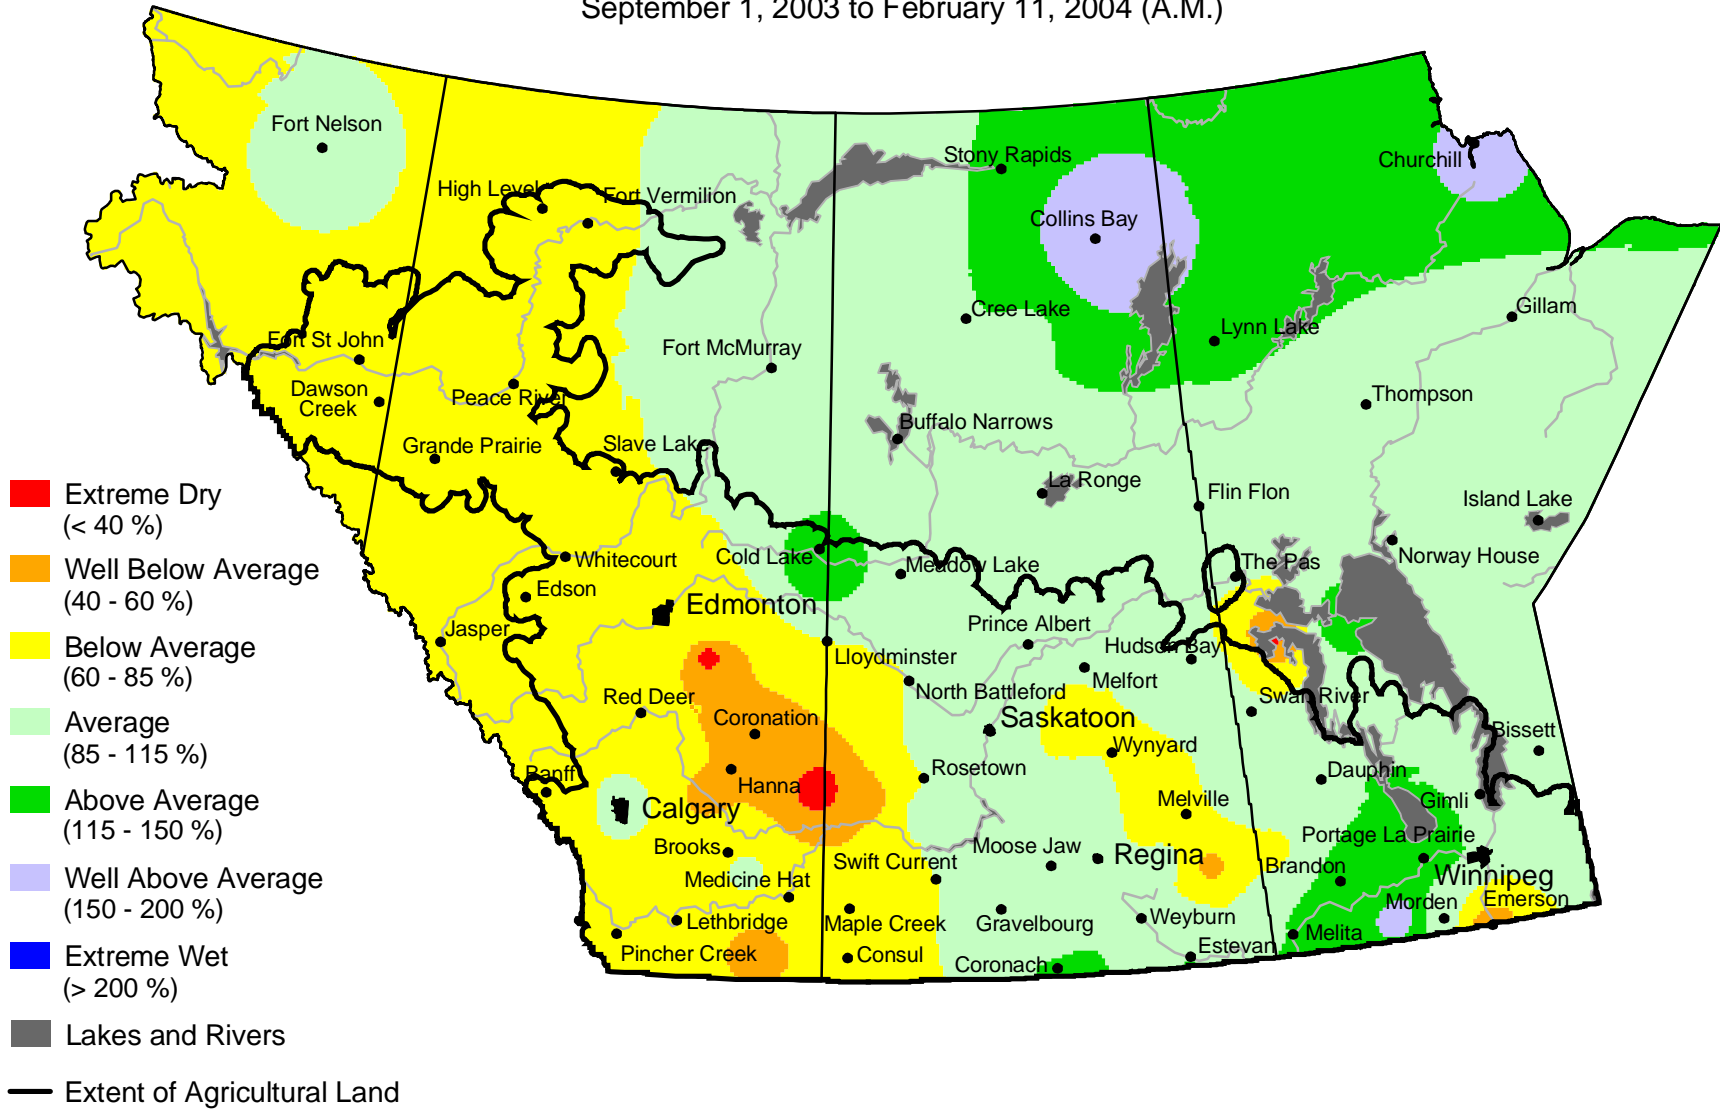 September 1, 2003 to February 11, 2004 (A.M.)
Fort Nelson
Stony Rapids
Churchill
High Level
Fort Vermilion
Collins Bay
Cree Lake
Gillam
Lynn Lake
Fort St John
Fort McMurray
Dawson
Creek
Peace River
Thompson
Buffalo Narrows
Grande Prairie
Slave Lake
La Ronge
Flin Flon
Island Lake
Whitecourt
Cold Lake
Meadow Lake
The Pas
Norway House
Edson
Edmonton
Jasper
Prince Albert
Hudson Bay
Lloydminster
Melfort
Red Deer
North Battleford
Swan River
Coronation
Saskatoon
Wynyard
Bissett
Banff
Hanna
Rosetown
Dauphin
Calgary
Melville
Gimli
Brooks
Swift Current
Moose Jaw
Regina
Portage La Prairie
Brandon
Winnipeg
Medicine Hat
Morden
Emerson
Lethbridge
Maple Creek
Gravelbourg
Weyburn
Melita
Pincher Creek
Consul
Coronach
Estevan
Extreme Dry
(< 40 %)
Well Below Average
(40 - 60 %)
Below Average
(60 - 85 %)
Average
(85 - 115 %)
Above Average
(115 - 150 %)
Well Above Average
(150 - 200 %)
Extreme Wet
(> 200 %)
Lakes and Rivers
Extent of Agricultural Land